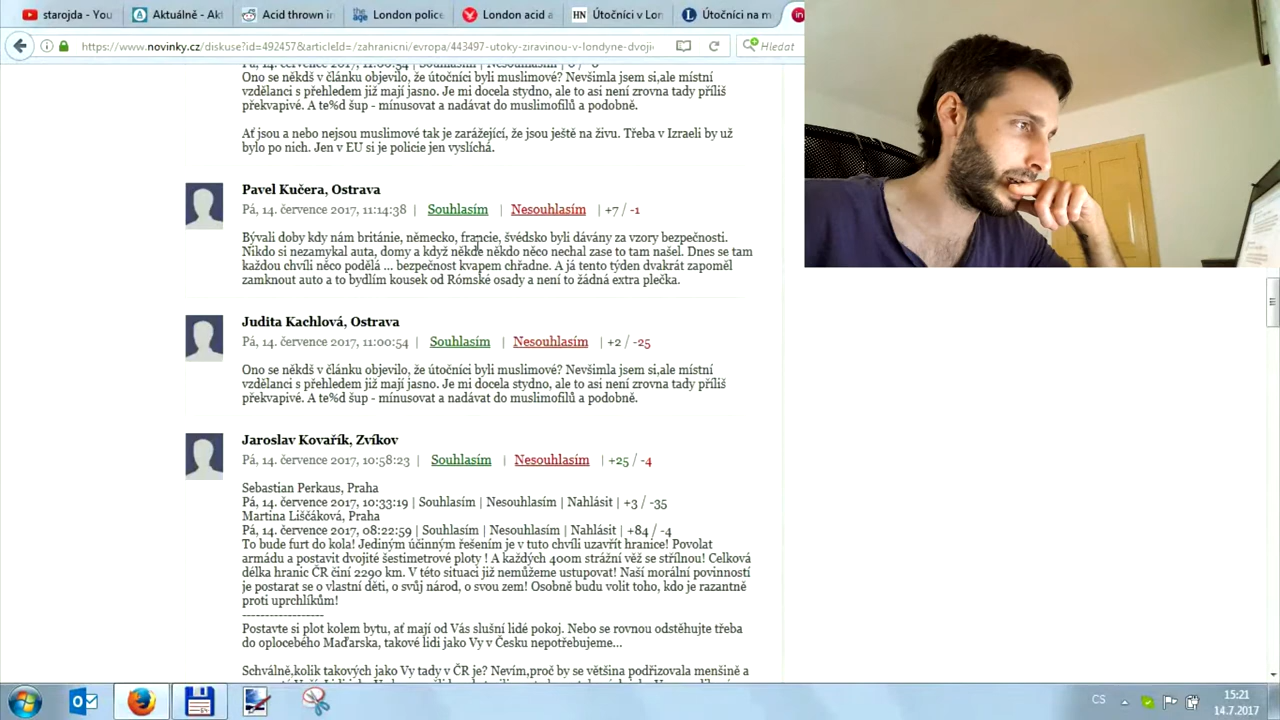 starojda
Aktuálně - Akt
Acid thrown in
London police
London acid a
Útočníci v Lon
Útočníci na m
https://www.novinky.cz/diskuse?id=492457&articleId=/zahranicni/evropa/443497-utoky-ziravinou-v-londyne-dvoji
Hledat
Pá, 14. července 2017, 11:00:54 | Souhlasím | Nesouhlasím | 0 / -8
Ono se někdš v článku objevilo, že útočníci byli muslimové? Nevšimla jsem si,ale místní
vzdělanci s přehledem již mají jasno. Je mi docela stydno, ale to asi není zrovna tady příliš
překvapivé. A te%d šup - mínusovat a nadávat do muslimofilů a podobně.
Ať jsou a nebo nejsou muslimové tak je zarážející, že jsou ještě na živu. Třeba v Izraeli by už
bylo po nich. Jen v EU si je policie jen vyslíchá.
Pavel Kučera, Ostrava
Pá, 14. července 2017, 11:14:38 | Souhlasím | Nesouhlasím | +7 / -1
Bývali doby kdy nám británie, německo, francie, švédsko byli dávány za vzory bezpečnosti.
Nikdo si nezamykal auta, domy a když někde někdo něco nechal zase to tam našel. Dnes se tam
každou chvíli něco podělá ... bezpečnost kvapem chřadne. A já tento týden dvakrát zapoměl
zamknout auto a to bydlím kousek od Rómské osady a není to žádná extra plečka.
Judita Kachlová, Ostrava
Pá, 14. července 2017, 11:00:54 | Souhlasím | Nesouhlasím | +2 / -25
Ono se někdš v článku objevilo, že útočníci byli muslimové? Nevšimla jsem si,ale místní
vzdělanci s přehledem již mají jasno. Je mi docela stydno, ale to asi není zrovna tady příliš
překvapivé. A te%d šup - mínusovat a nadávat do muslimofilů a podobně.
Jaroslav Kovařík, Zvíkov
Pá, 14. července 2017, 10:58:23 | Souhlasím | Nesouhlasím | +25 / -4
Sebastian Perkaus, Praha
Pá, 14. července 2017, 10:33:19 | Souhlasím | Nesouhlasím | Nahlásit | +3 / -35
Martina Liščáková, Praha
Pá, 14. července 2017, 08:22:59 | Souhlasím | Nesouhlasím | Nahlásit | +84 / -4
To bude furt do kola! Jediným účinným řešením je v tuto chvíli uzavřít hranice! Povolat
armádu a postavit dvojité šestimetrové ploty ! A každých 400m strážní věž se střílnou! Celková
délka hranic ČR činí 2290 km. V této situaci již nemůžeme ustupovat! Naší morální povinností
je postarat se o vlastní děti, o svůj národ, o svou zem! Osobně budu volit toho, kdo je razantně
proti uprchlíkům!
------------------
Postavte si plot kolem bytu, ať mají od Vás slušní lidé pokoj. Nebo se rovnou odstěhujte třeba
do oplocebého Maďarska, takové lidi jako Vy v Česku nepotřebujeme...
Schválně,kolik takových jako Vy tady v ČR je? Nevím,proč by se většina podřizovala menšině a
CS
15:21
14.7.2017